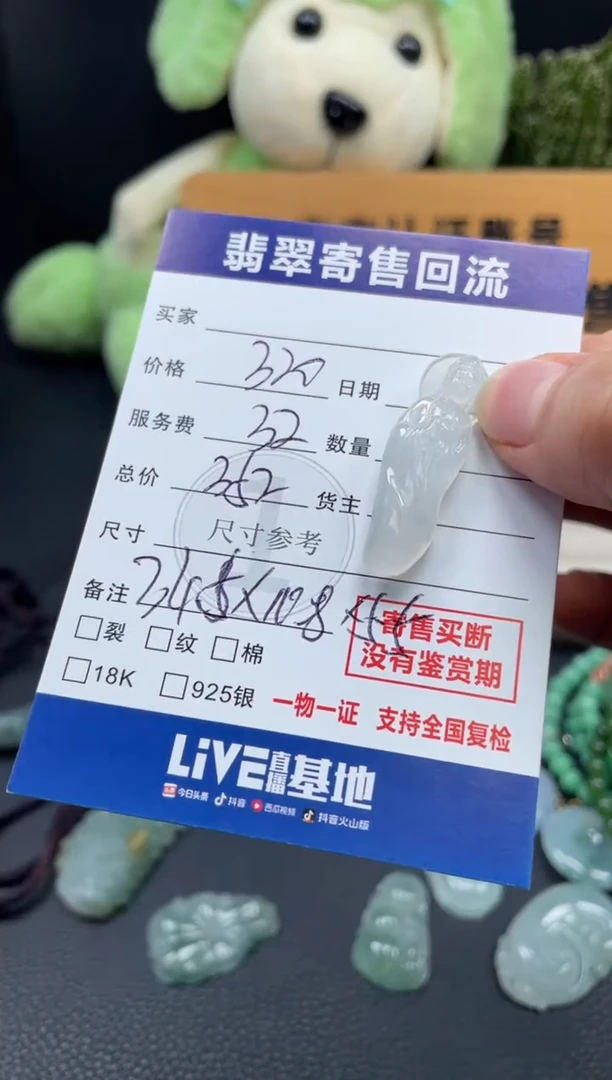 翡翠寄售回流
买家
价格 320 日期
服务费 32 数量
总价 352 货主
尺寸 尺寸参考
备注
寄售买断
没有鉴赏期
裂 纹 棉
18K 925银
一物一证 支持全国复检
LiVE直播基地
今日头条 抖音 西瓜视频 抖音火山版